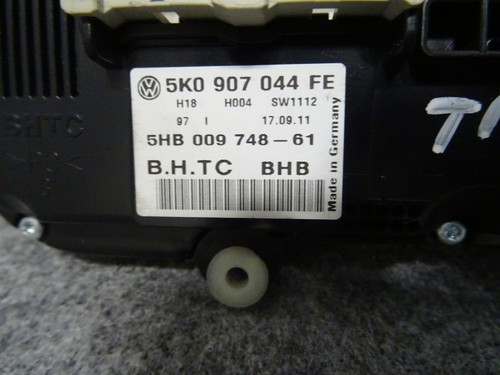 5K0 907 044 FE
H18 H004 SW1112
97 I 17.09.11
5HB 009 748-61
B.H.TC BHB
Made in Germany
BHTC